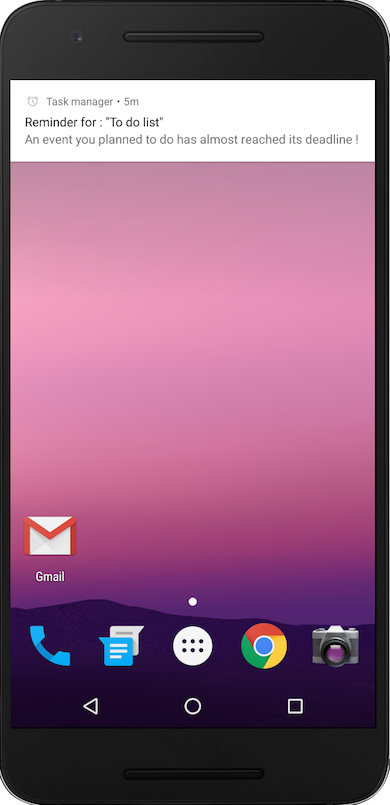 Task manager • 5m
Reminder for : "To do list"
An event you planned to do has almost reached its deadline !
Gmail